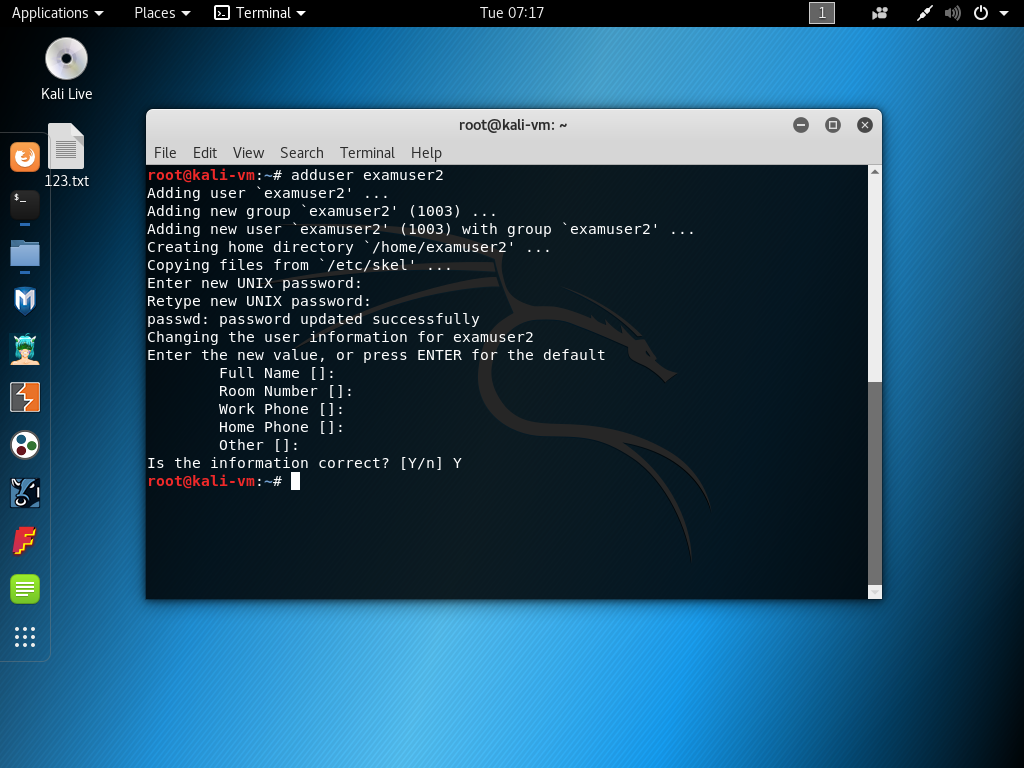 Applications Places Terminal Tue 07:17 1
Kali Live
123.txt
root@kali-vm: ~
File Edit View Search Terminal Help
root@kali-vm:~# adduser examuser2
Adding user `examuser2' ...
Adding new group `examuser2' (1003) ...
Adding new user `examuser2' (1003) with group `examuser2' ...
Creating home directory `/home/examuser2' ...
Copying files from `/etc/skel' ...
Enter new UNIX password:
Retype new UNIX password:
passwd: password updated successfully
Changing the user information for examuser2
Enter the new value, or press ENTER for the default
Full Name []:
Room Number []:
Work Phone []:
Home Phone []:
Other []:
Is the information correct? [Y/n] Y
root@kali-vm:~#